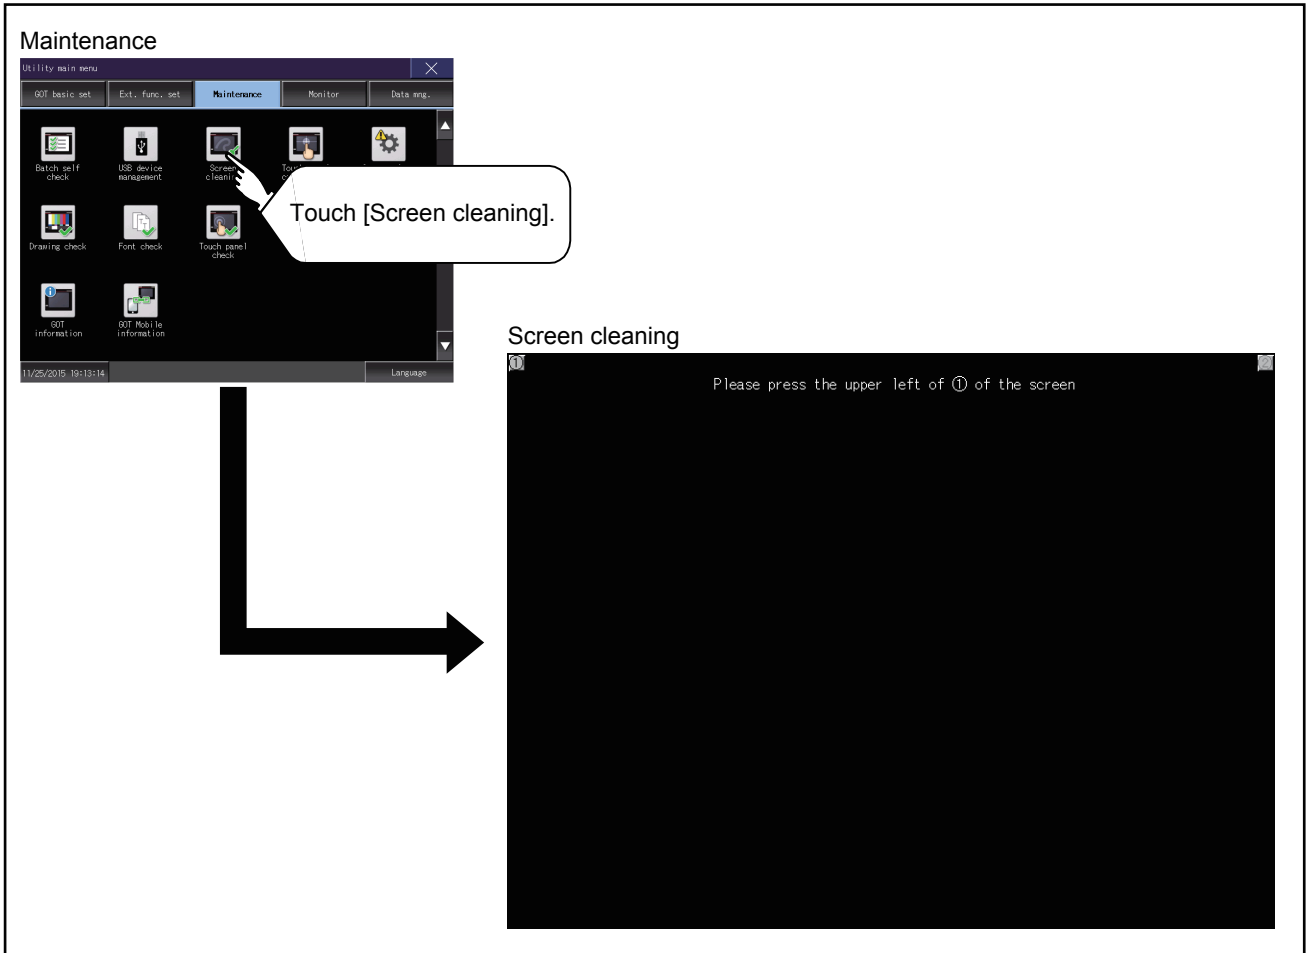 Maintenance
Utility main menu
GOT basic set Ext. func. set Maintenance Monitor Data mng.
Batch self check
USB device management
Screen cleaning
Drawing check
Font check
Touch panel check
GOT information
GOT Mobile information
11/25/2015 19:13:14 Language
Touch [Screen cleaning].
Screen cleaning
① ②
Please press the upper left of ① of the screen